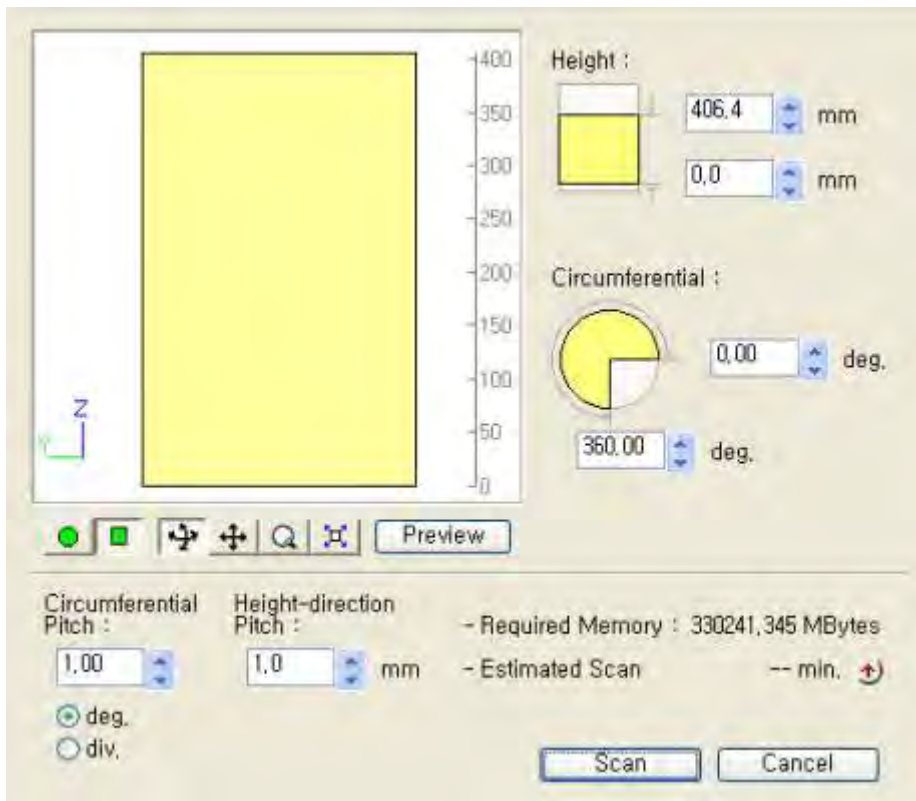 400
350
300
250
200
150
100
50
0
Z
Height :
406,4 mm
0,0 mm
Circumferential :
0,00 deg,
360,00 deg,
Preview
Circumferential
Pitch :
1,00
deg,
div,
Height-direction
Pitch :
1,0 mm
- Required Memory : 330241,345 MBytes
- Estimated Scan -- min,
Scan
Cancel